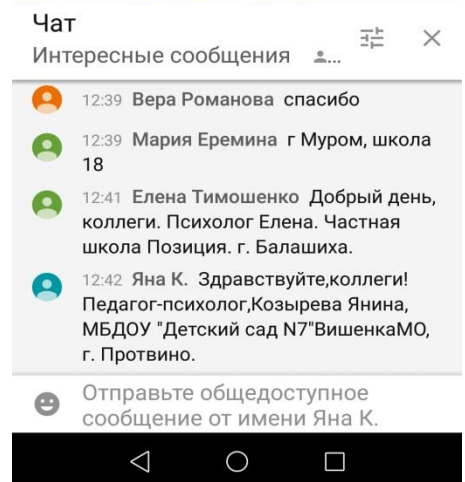 Чат
Интересные сообщения ...
12:39 Вера Романова спасибо
12:39 Мария Еремина г Муром, школа
18
12:41 Елена Тимошенко Добрый день,
коллеги. Психолог Елена. Частная
школа Позиция. г. Балашиха.
12:42 Яна К. Здравствуйте,коллеги!
Педагог-психолог,Козырева Янина,
МБДОУ "Детский сад N7"ВишенкаМО,
г. Протвино.
Отправьте общедоступное
сообщение от имени Яна К.